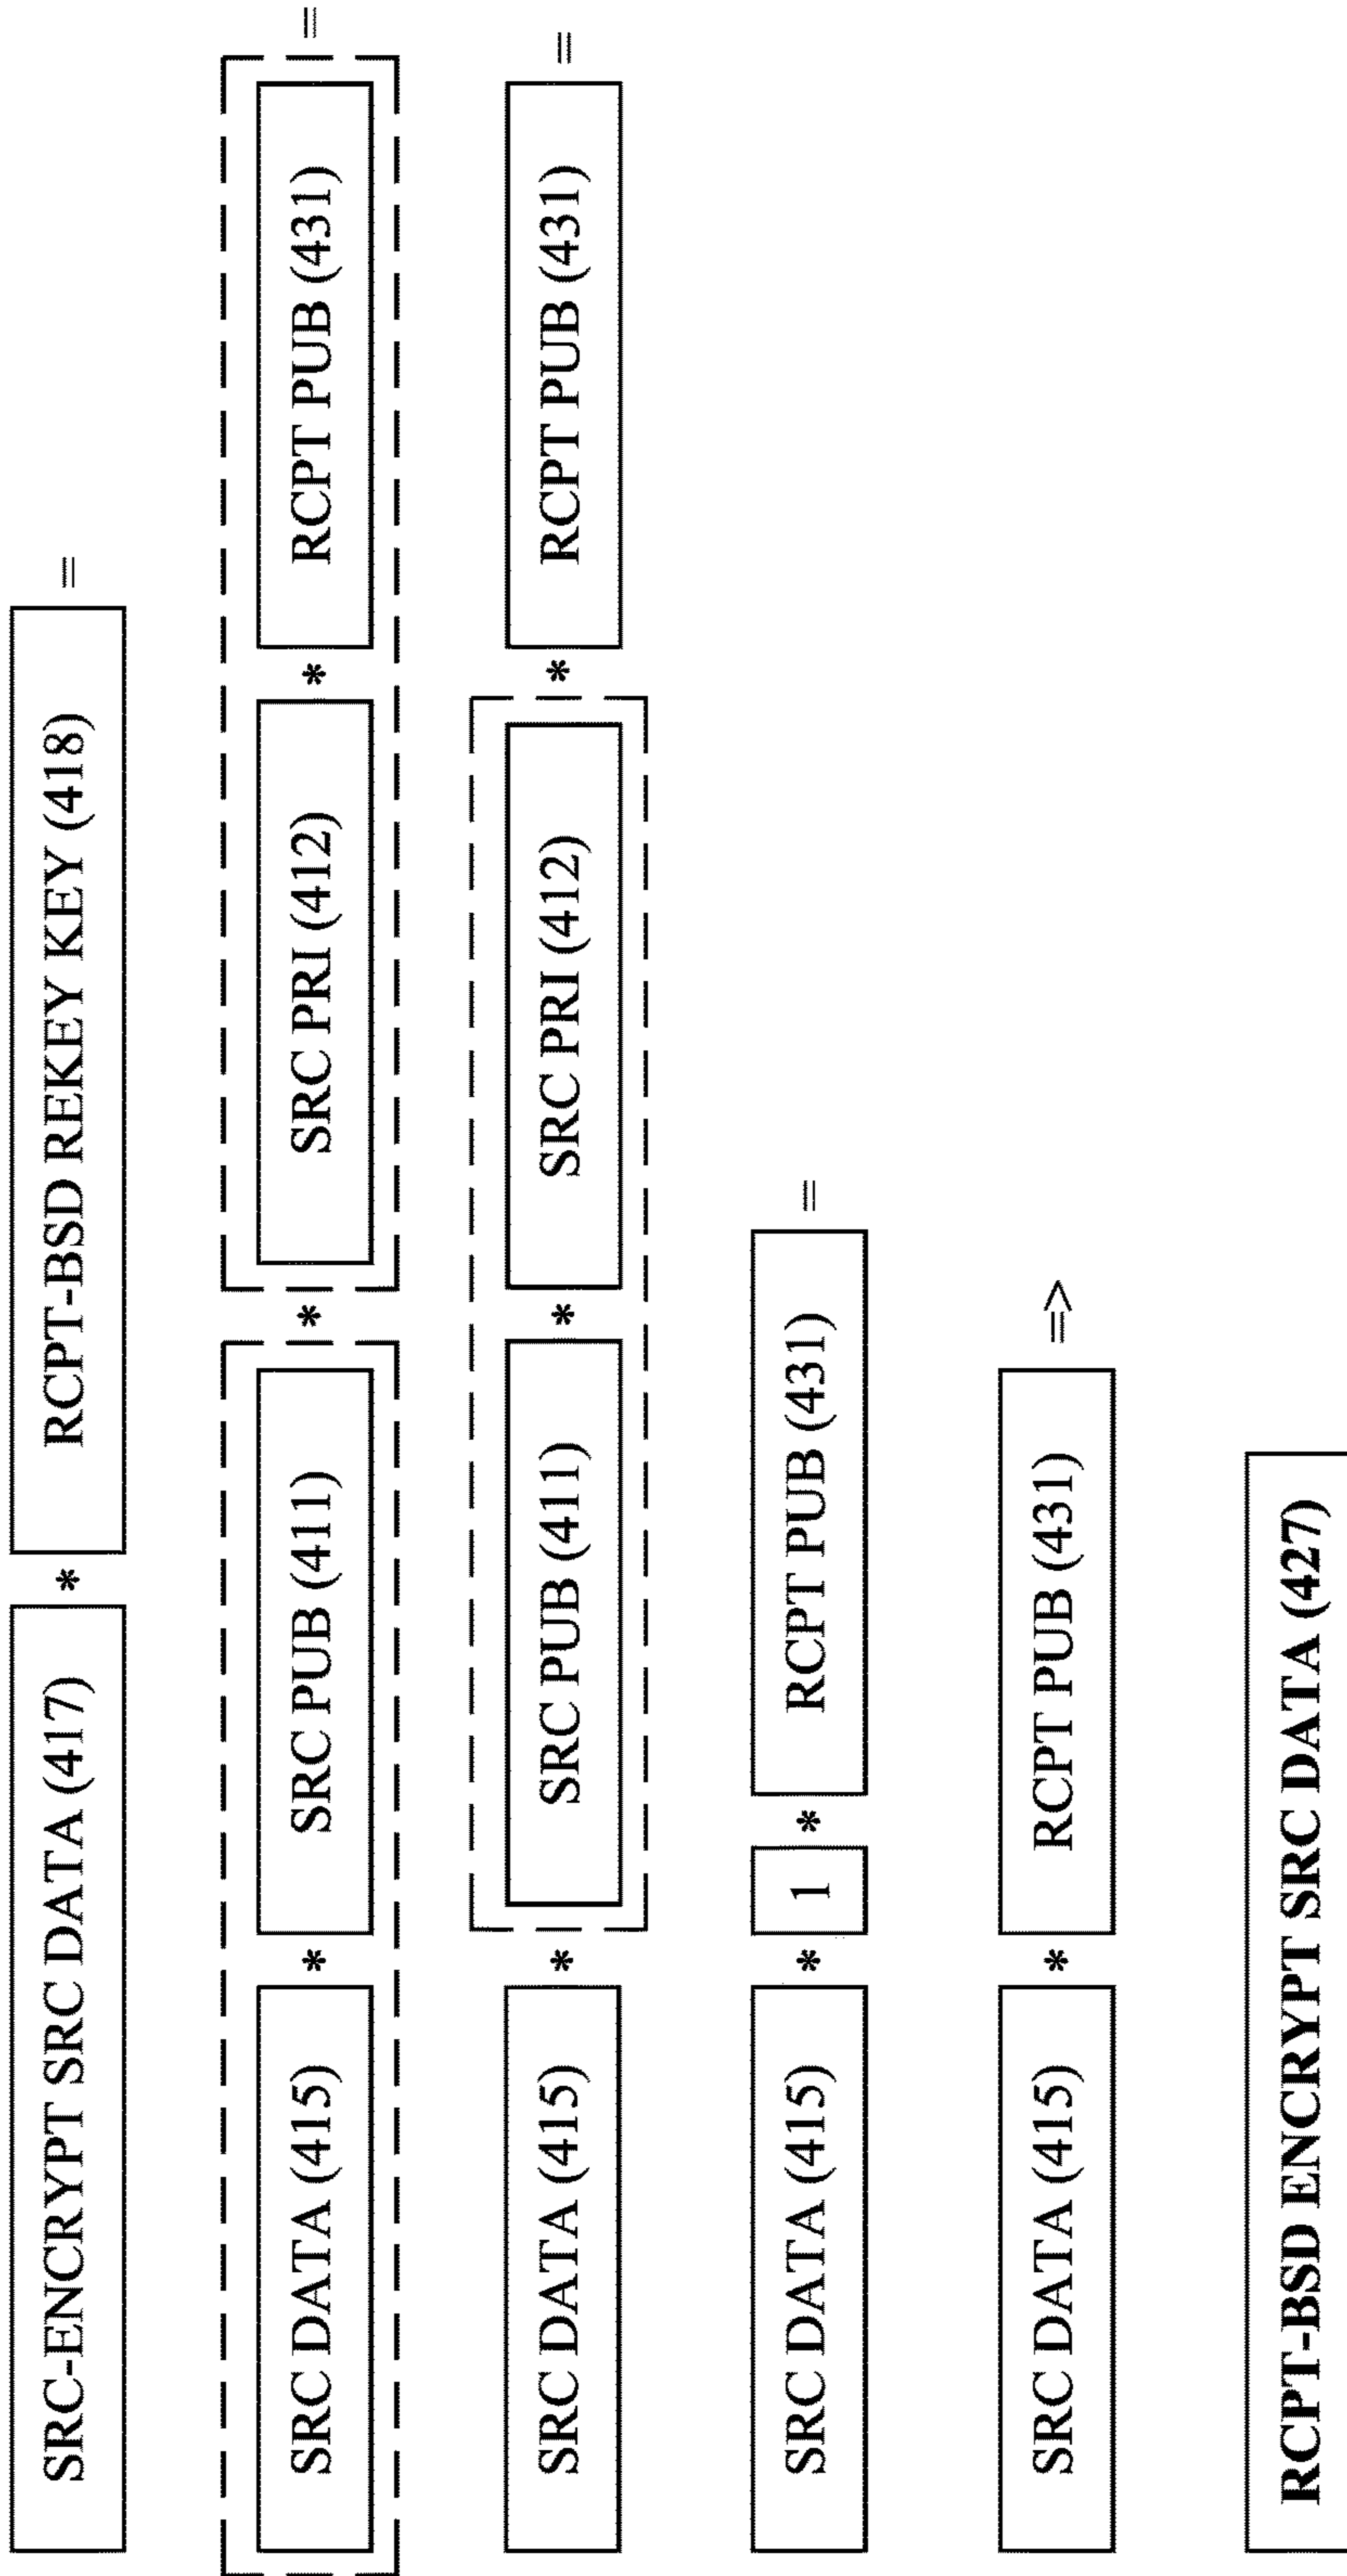 SRC-ENCRYPT SRC DATA (417) * RCPT-BSD REKEY KEY (418) =
SRC DATA (415) * SRC PUB (411) * SRC PRI (412) * RCPT PUB (431) =
SRC DATA (415) * SRC PUB (411) * SRC PRI (412) * RCPT PUB (431) =
SRC DATA (415) * 1 * RCPT PUB (431) =
SRC DATA (415) * RCPT PUB (431) =>
RCPT-BSD ENCRYPT SRC DATA (427)